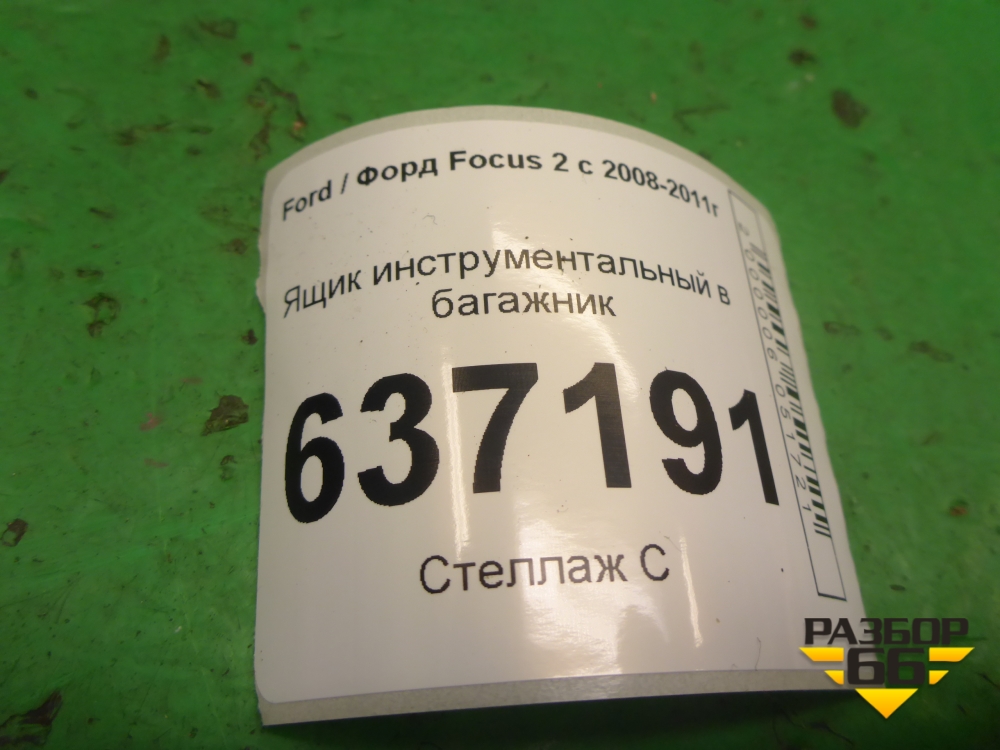 Ford / Форд Focus 2 с 2008-2011г
Ящик инструментальный в
багажник
637191
Стеллаж С
РАЗБОР
66